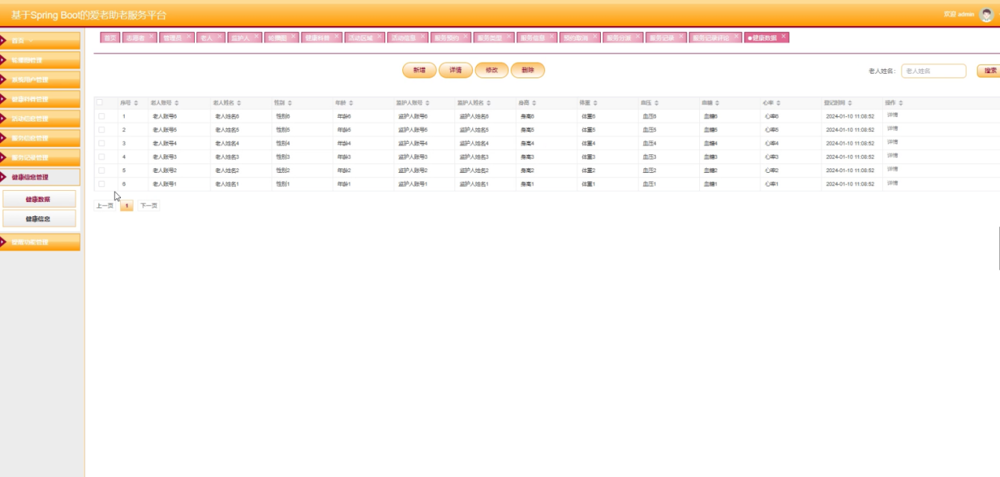 基于Spring Boot的爱老助老服务平台 欢迎 admin
首页 志愿者 管理员 老人 监护人 轮播图 健康科普 活动区域 活动信息 服务预约 服务类型 服务信息 预约取消 服务分派 服务记录 服务记录评论 健康数据
首页
轮播图管理
系统用户管理
健康科普管理
活动信息管理
服务信息管理
服务记录管理
健康信息管理
健康数据
健康信息
提醒功能管理
新增 详情 修改 删除 老人姓名: 老人姓名 搜索
序号 老人账号 老人姓名 性别 年龄 监护人账号 监护人姓名 身高 体重 血压 血糖 心率 登记时间 操作
1 老人账号6 老人姓名6 性别6 年龄6 监护人账号6 监护人姓名6 身高6 体重6 血压6 血糖6 心率6 2024-01-10 11:08:52 详情
2 老人账号5 老人姓名5 性别5 年龄5 监护人账号5 监护人姓名5 身高5 体重5 血压5 血糖5 心率5 2024-01-10 11:08:52 详情
3 老人账号4 老人姓名4 性别4 年龄4 监护人账号4 监护人姓名4 身高4 体重4 血压4 血糖4 心率4 2024-01-10 11:08:52 详情
4 老人账号3 老人姓名3 性别3 年龄3 监护人账号3 监护人姓名3 身高3 体重3 血压3 血糖3 心率3 2024-01-10 11:08:52 详情
5 老人账号2 老人姓名2 性别2 年龄2 监护人账号2 监护人姓名2 身高2 体重2 血压2 血糖2 心率2 2024-01-10 11:08:52 详情
6 老人账号1 老人姓名1 性别1 年龄1 监护人账号1 监护人姓名1 身高1 体重1 血压1 血糖1 心率1 2024-01-10 11:08:52 详情
上一页 1 下一页